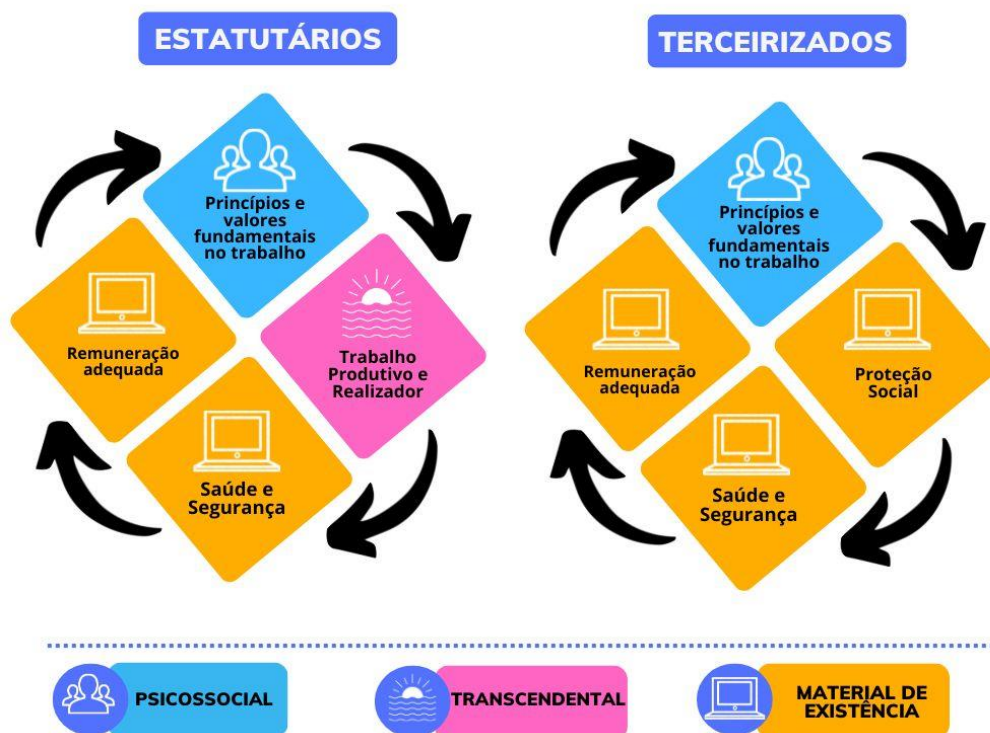 ESTATUTÁRIOS
Princípios e
valores
fundamentais
no trabalho
Trabalho
Produtivo e
Realizador
Saúde e
Segurança
Remuneração
adequada
TERCEIRIZADOS
Princípios e
valores
fundamentais
no trabalho
Proteção
Social
Saúde e
Segurança
Remuneração
adequada
PSICOSSOCIAL
TRANSCENDENTAL
MATERIAL DE
EXISTÊNCIA